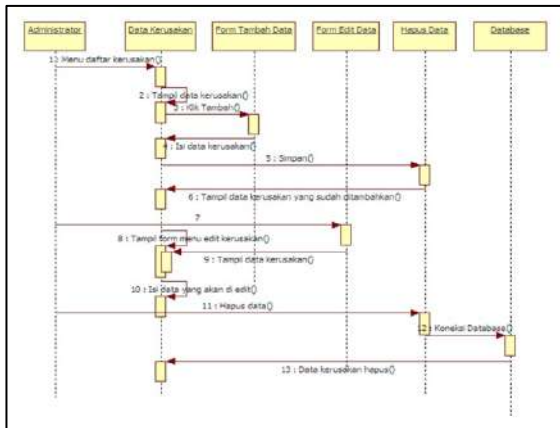 Administrator
Data Kerusakan
Form Tambah Data
Form Edit Data
Hapus Data
Database
1: Menu daftar kerusakan()
2 : Tampil data kerusakan()
3 : Klik Tambah()
4 : Isi data kerusakan()
5 : Simpan()
6 : Tampil data kerusakan yang sudah ditambahkan()
7
8 : Tampil form menu edit kerusakan()
9 : Tampil data kerusakan()
10 : Isi data yang akan di edit()
11 : Hapus data()
12 : Koneksi Database()
13 : Data kerusakan hapus()